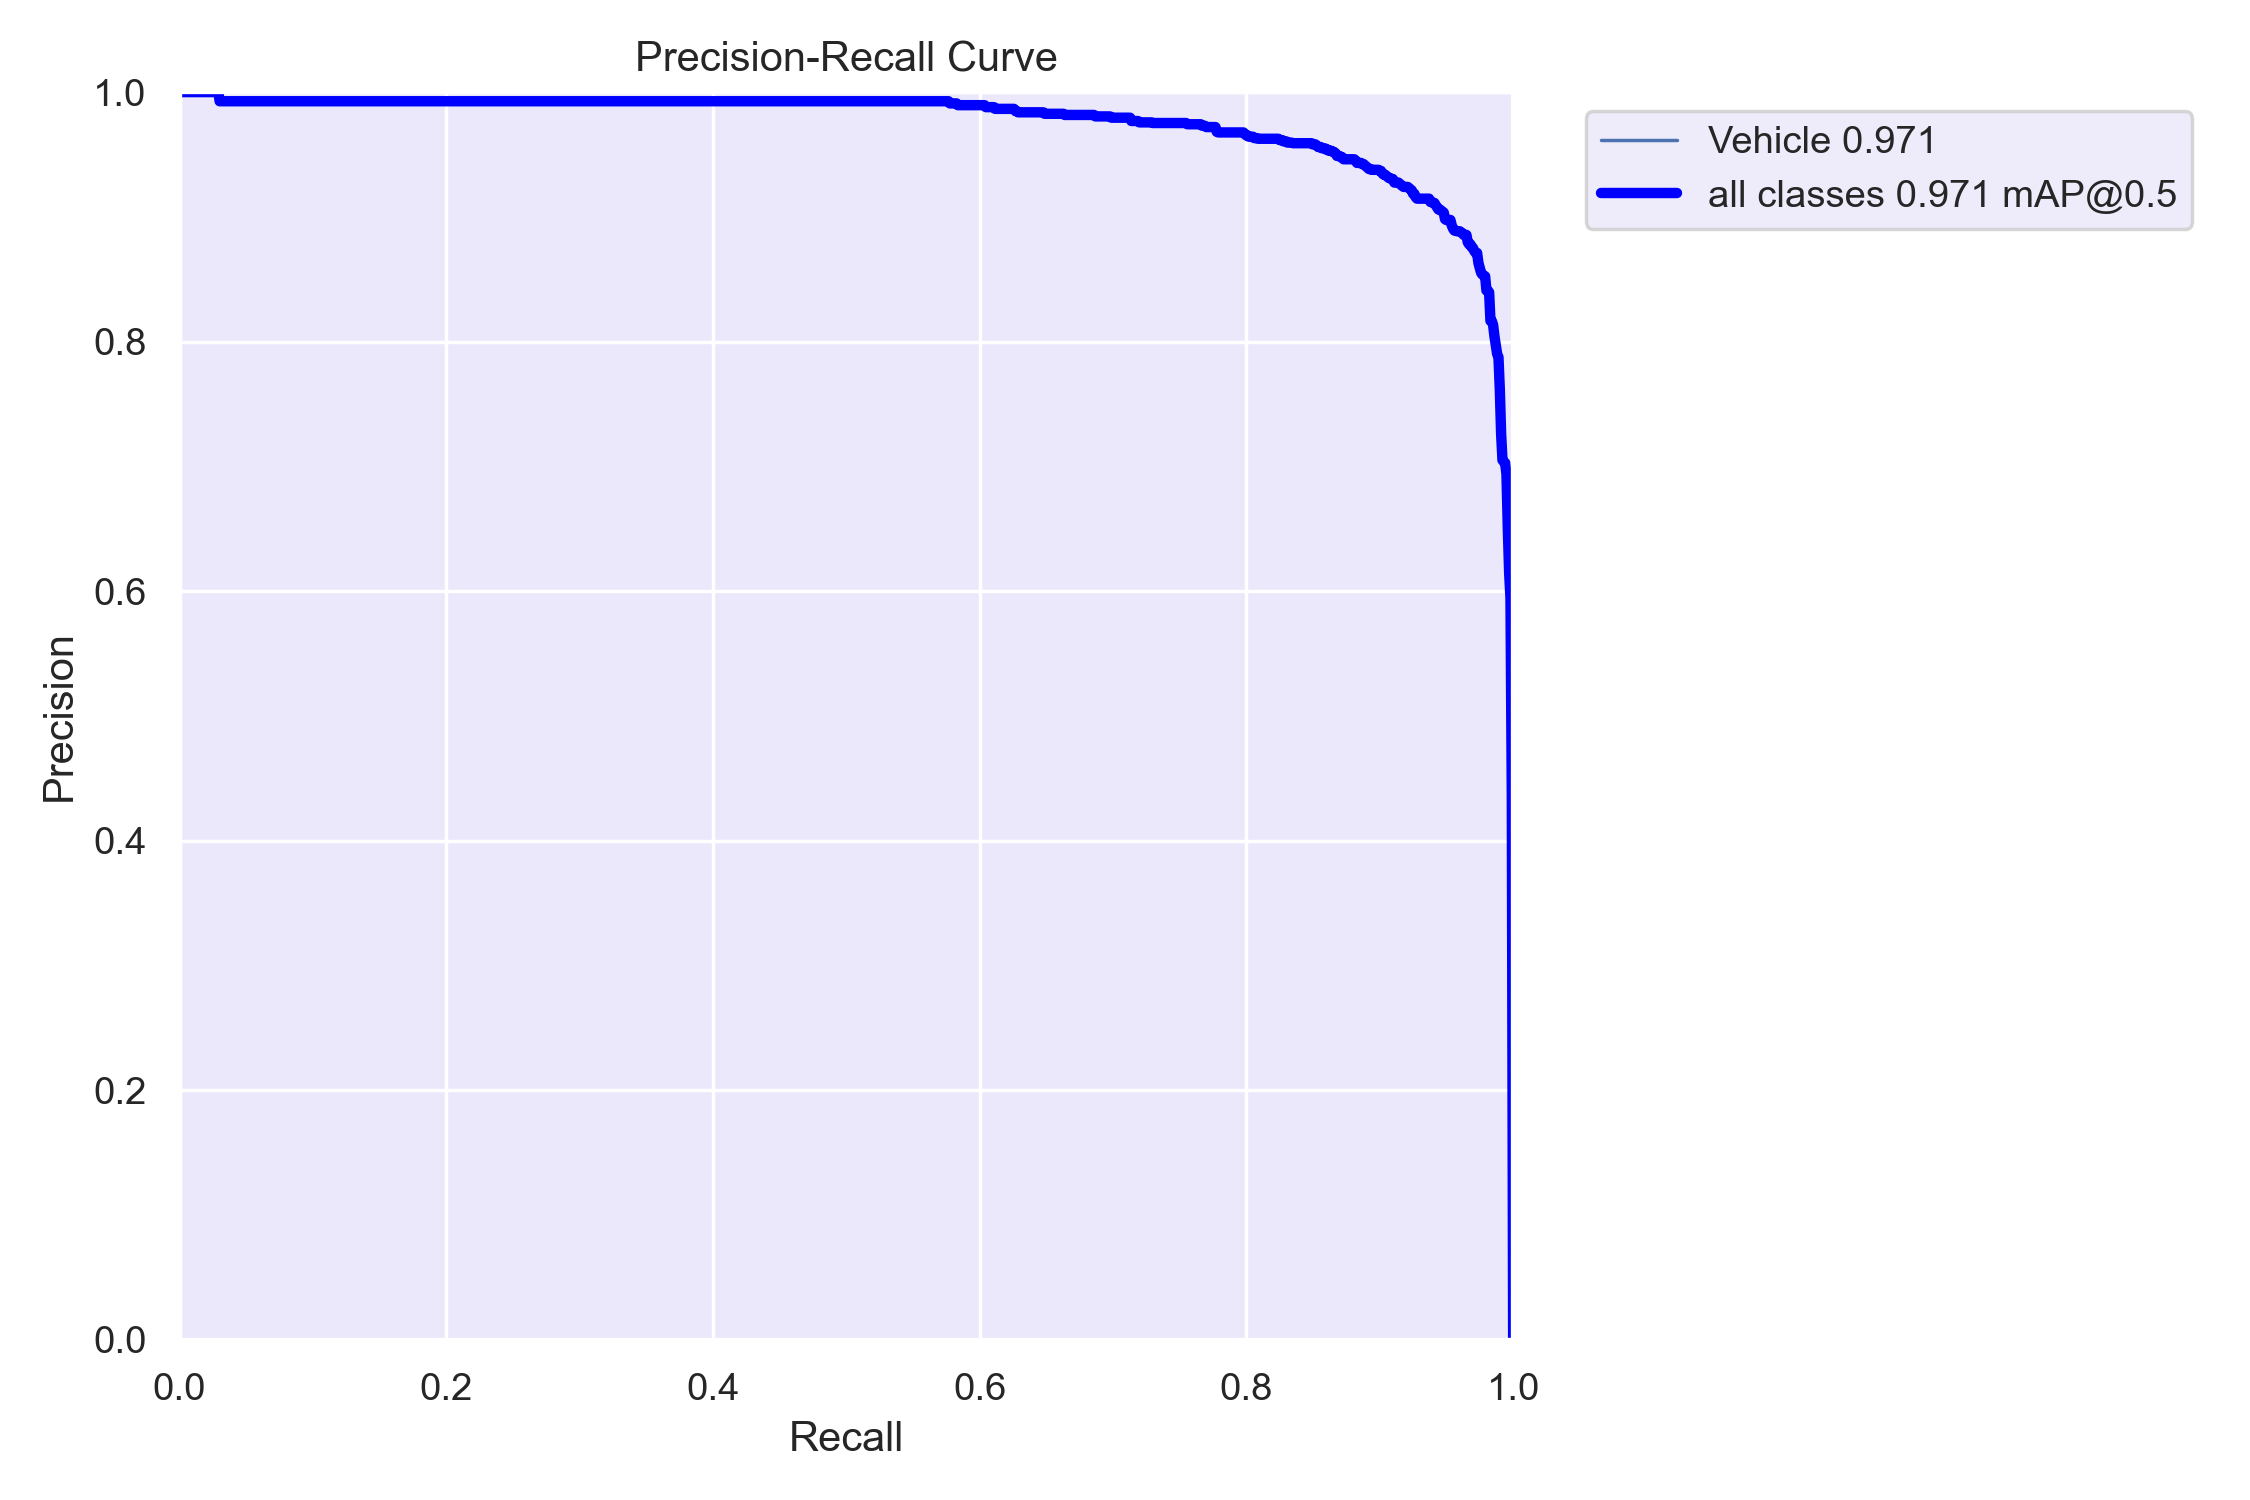 Precision-Recall Curve
1.0
0.8
0.6
0.4
0.2
0.0
Precision
0.0 0.2 0.4 0.6 0.8 1.0
Recall
Vehicle 0.971
all classes 0.971 mAP@0.5